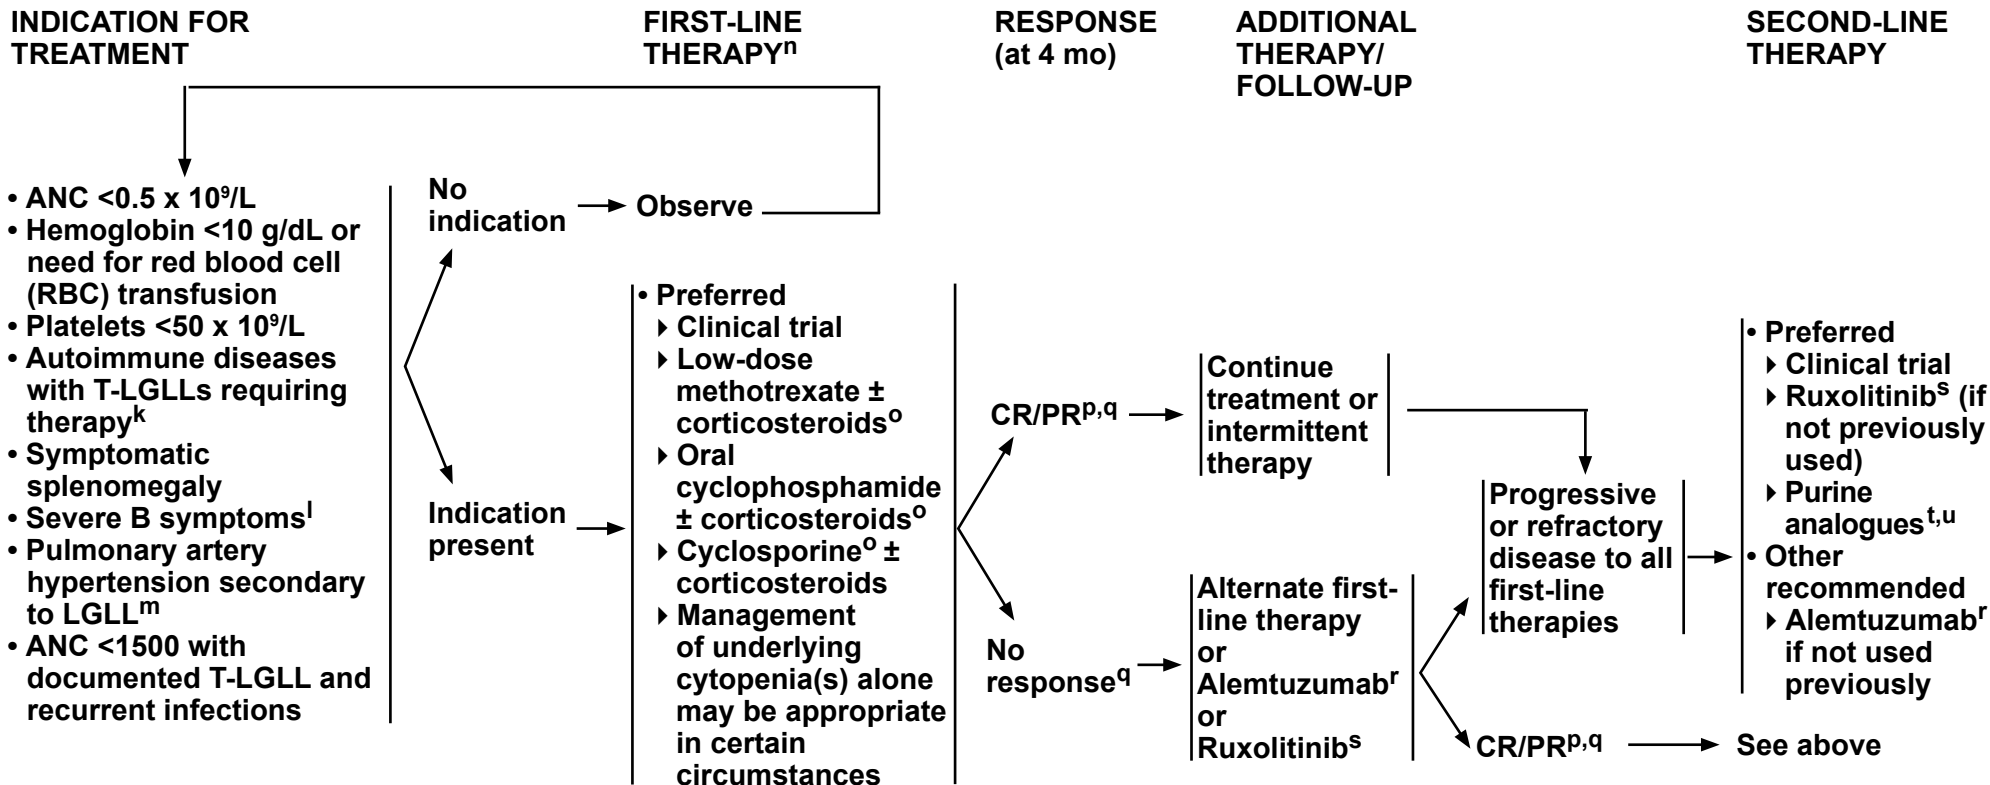 INDICATION FOR
TREATMENT
FIRST-LINE
THERAPYⁿ
RESPONSE
(at 4 mo)
ADDITIONAL
THERAPY/
FOLLOW-UP
SECOND-LINE
THERAPY
• ANC <0.5 x 10⁹/L
• Hemoglobin <10 g/dL or
need for red blood cell
(RBC) transfusion
• Platelets <50 x 10⁹/L
• Autoimmune diseases
with T-LGLLs requiring
therapyᵏ
• Symptomatic
splenomegaly
• Severe B symptomsˡ
• Pulmonary artery
hypertension secondary
to LGLLᵐ
• ANC <1500 with
documented T-LGLL and
recurrent infections
No
indication
Observe
Indication
present
• Preferred
▸ Clinical trial
▸ Low-dose
methotrexate ±
corticosteroidsᵒ
▸ Oral
cyclophosphamide
± corticosteroidsᵒ
▸ Cyclosporineᵒ ±
corticosteroids
▸ Management
of underlying
cytopenia(s) alone
may be appropriate
in certain
circumstances
CR/PRᵖ,q
Continue
treatment or
intermittent
therapy
No
responseq
Alternate first-
line therapy
or
Alemtuzumabʳ
or
Ruxolitinibˢ
Progressive
or refractory
disease to all
first-line
therapies
CR/PRᵖ,q
See above
• Preferred
▸ Clinical trial
▸ Ruxolitinibˢ (if
not previously
used)
▸ Purine
analoguesᵗ,ᵘ
• Other
recommended
▸ Alemtuzumabʳ
if not used
previously